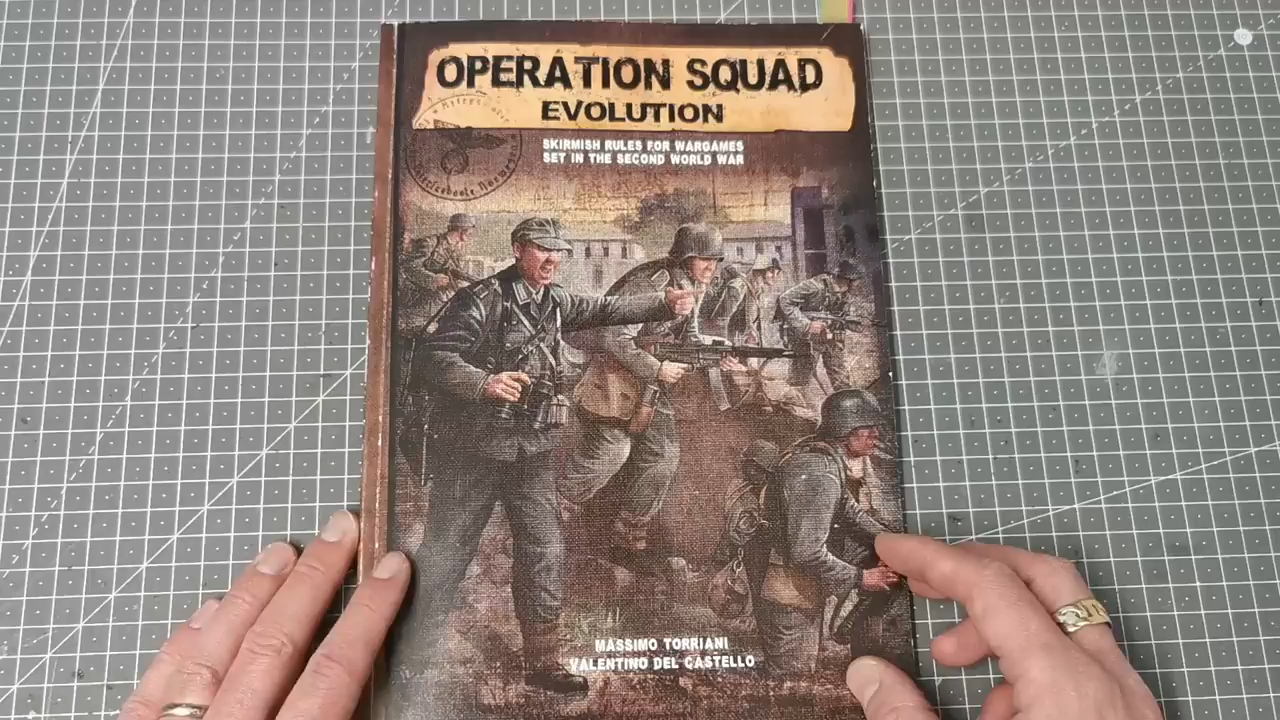 OPERATION SQUAD
EVOLUTION
SKIRMISH RULES FOR WARGAMES
SET IN THE SECOND WORLD WAR
MASSIMO TORRIANI
VALENTINO DEL CASTELLO